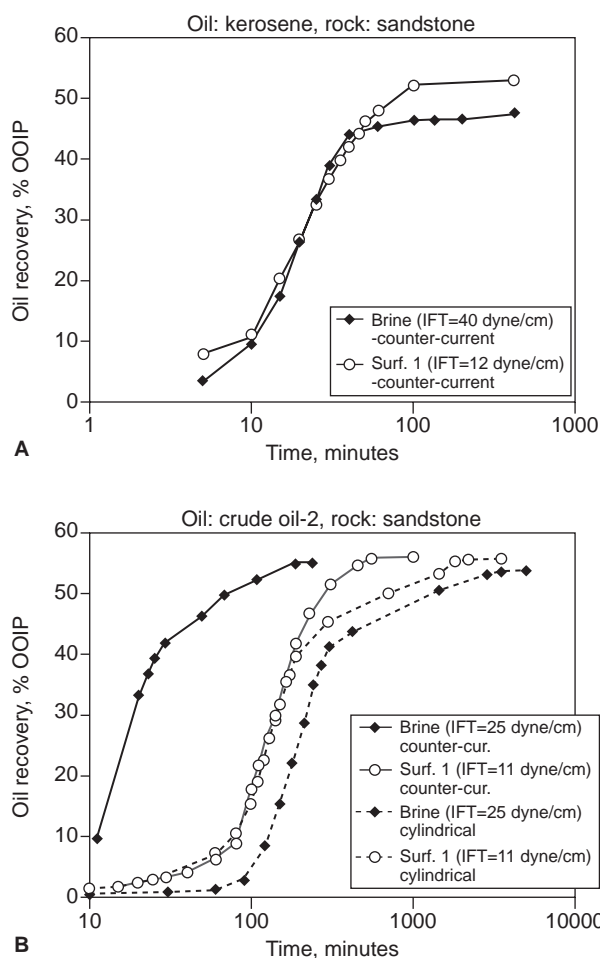 Oil: kerosene, rock: sandstone
60
50
40
30
20
10
0
Oil recovery, % OOIP
Brine (IFT=40 dyne/cm)
-counter-current
Surf. 1 (IFT=12 dyne/cm)
-counter-current
1
10
100
1000
A
Time, minutes
Oil: crude oil-2, rock: sandstone
60
50
40
30
20
10
0
Oil recovery, % OOIP
Brine (IFT=25 dyne/cm)
counter-cur.
Surf. 1 (IFT=11 dyne/cm)
counter-cur.
Brine (IFT=25 dyne/cm)
cylindrical
Surf. 1 (IFT=11 dyne/cm)
cylindrical
10
100
1000
10000
B
Time, minutes